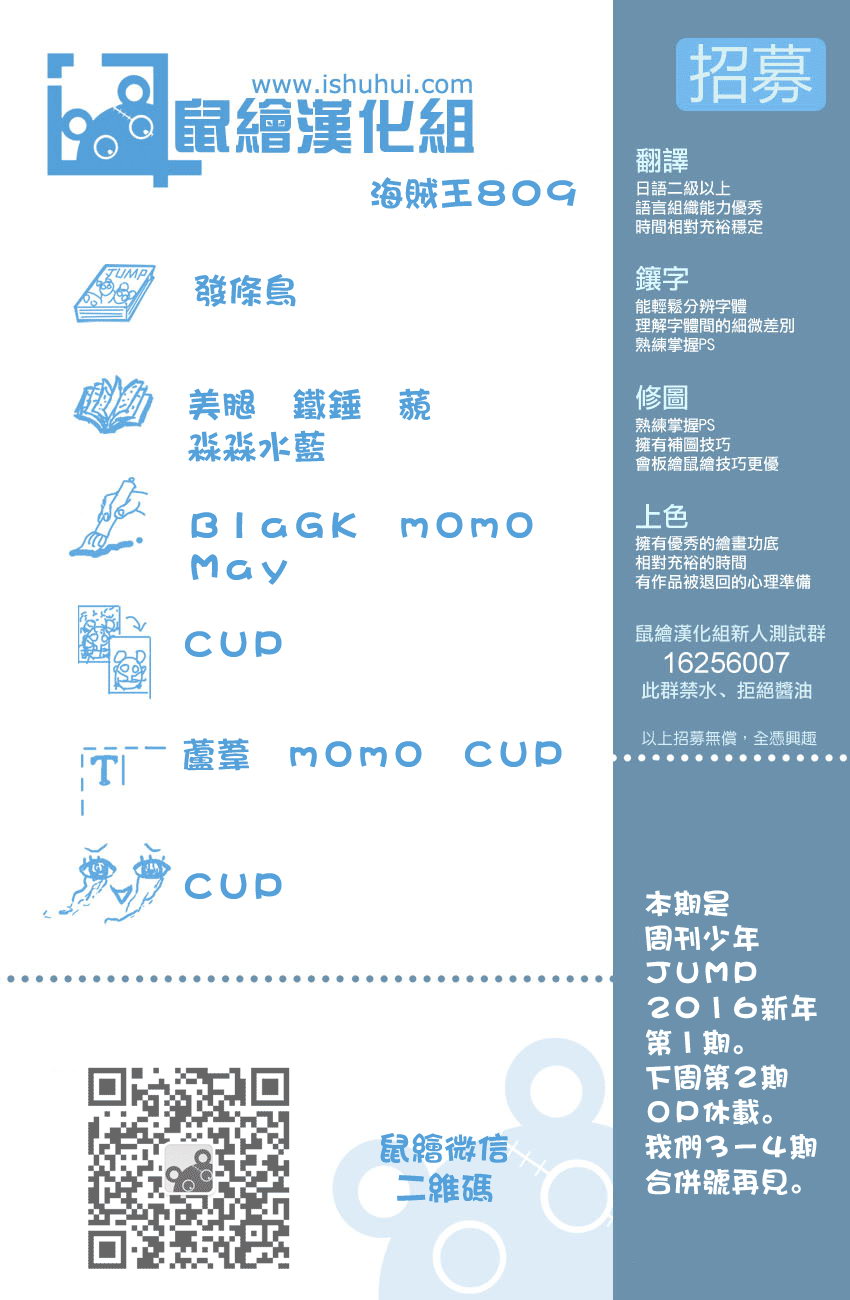 www.ishuhui.com
鼠繪漢化組
海賊王809
JUMP
發條鳥
美腿　鐵錘　藐
淼淼水藍
BlaGK　mOmO
May
CUP
T
蘆葦　mOmO　CUP
CUP
鼠繪微信
二維碼
招募
翻譯
日語二級以上
語言組織能力優秀
時間相對充裕穩定
鑲字
能輕鬆分辨字體
理解字體間的細微差別
熟練掌握PS
修圖
熟練掌握PS
擁有補圖技巧
會板繪鼠繪技巧更優
上色
擁有優秀的繪畫功底
相對充裕的時間
有作品被退回的心理準備
鼠繪漢化組新人測試群
16256007
此群禁水、拒絕醬油
以上招募無償，全憑興趣
本期是
周刊少年
JUMP
2016新年
第1期。
下周第2期
OP休載。
我們3－4期
合併號再見。